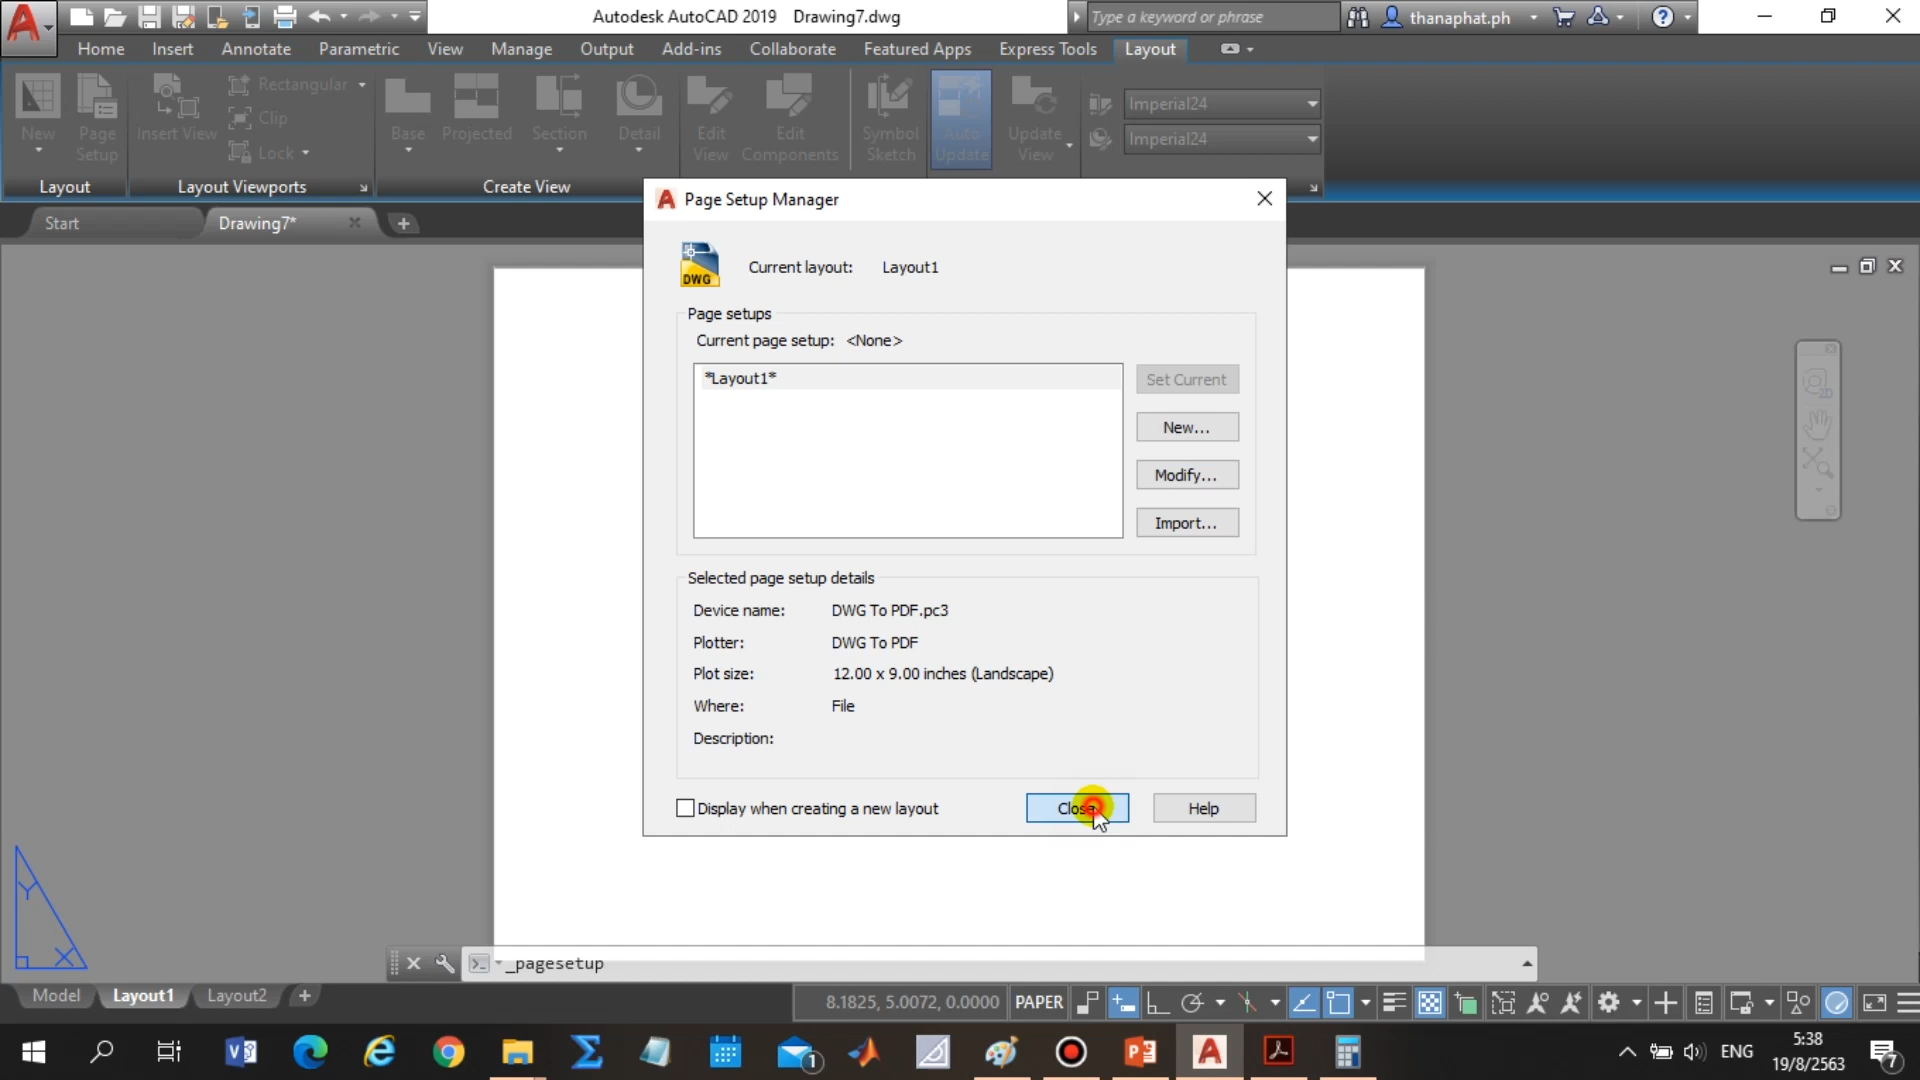 Autodesk AutoCAD 2019 Drawing7.dwg
Type a keyword or phrase
thanaphat.ph
Home Insert Annotate Parametric View Manage Output Add-ins Collaborate Featured Apps Express Tools Layout
New
Page Setup
Insert View
Rectangular
Clip
Lock
Base
Projected
Section
Detail
Edit View
Edit Components
Symbol Sketch
Auto Update
Update View
Imperial24
Imperial24
Layout
Layout Viewports
Create View
Start
Drawing7*
Page Setup Manager
DWG
Current layout: Layout1
Page setups
Current page setup: <None>
*Layout1*
Set Current
New...
Modify...
Import...
Selected page setup details
Device name: DWG To PDF.pc3
Plotter: DWG To PDF
Plot size: 12.00 x 9.00 inches (Landscape)
Where: File
Description:
Display when creating a new layout
Close
Help
2D
Y
X
_pagesetup
Model
Layout1
Layout2
8.1825, 5.0072, 0.0000
PAPER
1
ENG
5:38
19/8/2563
7